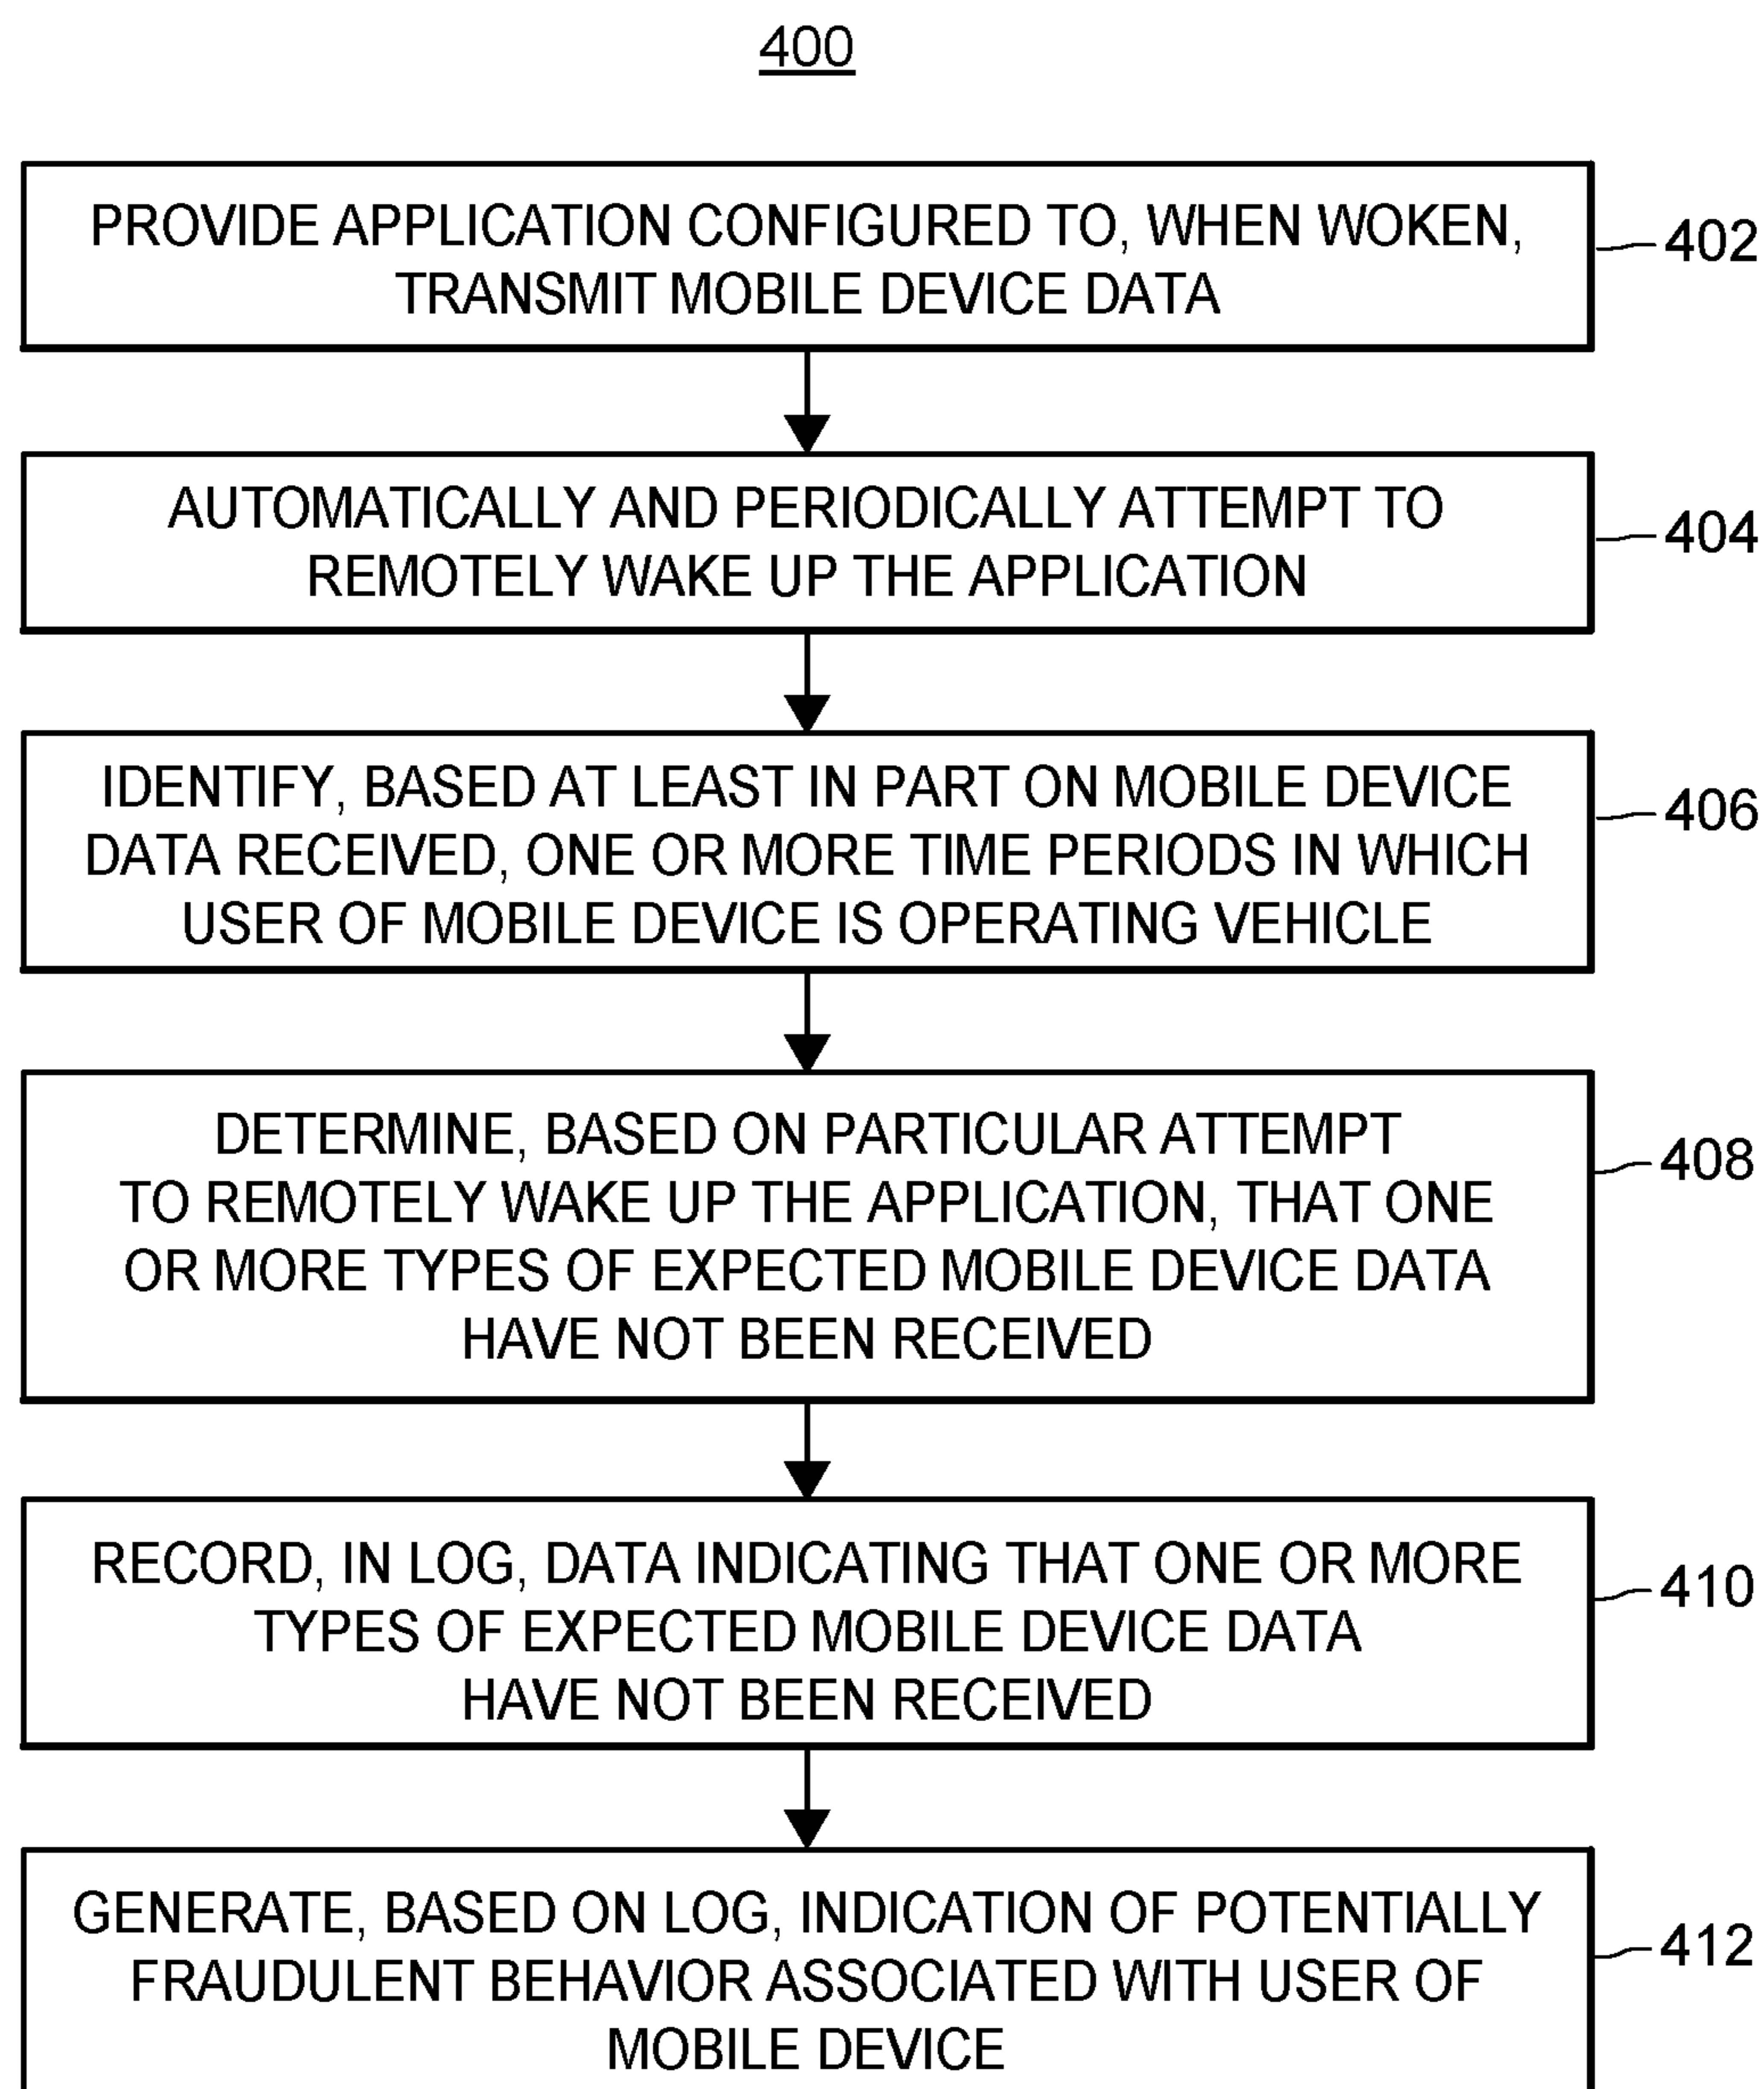 400
PROVIDE APPLICATION CONFIGURED TO, WHEN WOKEN,
TRANSMIT MOBILE DEVICE DATA
402
AUTOMATICALLY AND PERIODICALLY ATTEMPT TO
REMOTELY WAKE UP THE APPLICATION
404
IDENTIFY, BASED AT LEAST IN PART ON MOBILE DEVICE
DATA RECEIVED, ONE OR MORE TIME PERIODS IN WHICH
USER OF MOBILE DEVICE IS OPERATING VEHICLE
406
DETERMINE, BASED ON PARTICULAR ATTEMPT
TO REMOTELY WAKE UP THE APPLICATION, THAT ONE
OR MORE TYPES OF EXPECTED MOBILE DEVICE DATA
HAVE NOT BEEN RECEIVED
408
RECORD, IN LOG, DATA INDICATING THAT ONE OR MORE
TYPES OF EXPECTED MOBILE DEVICE DATA
HAVE NOT BEEN RECEIVED
410
GENERATE, BASED ON LOG, INDICATION OF POTENTIALLY
FRAUDULENT BEHAVIOR ASSOCIATED WITH USER OF
MOBILE DEVICE
412